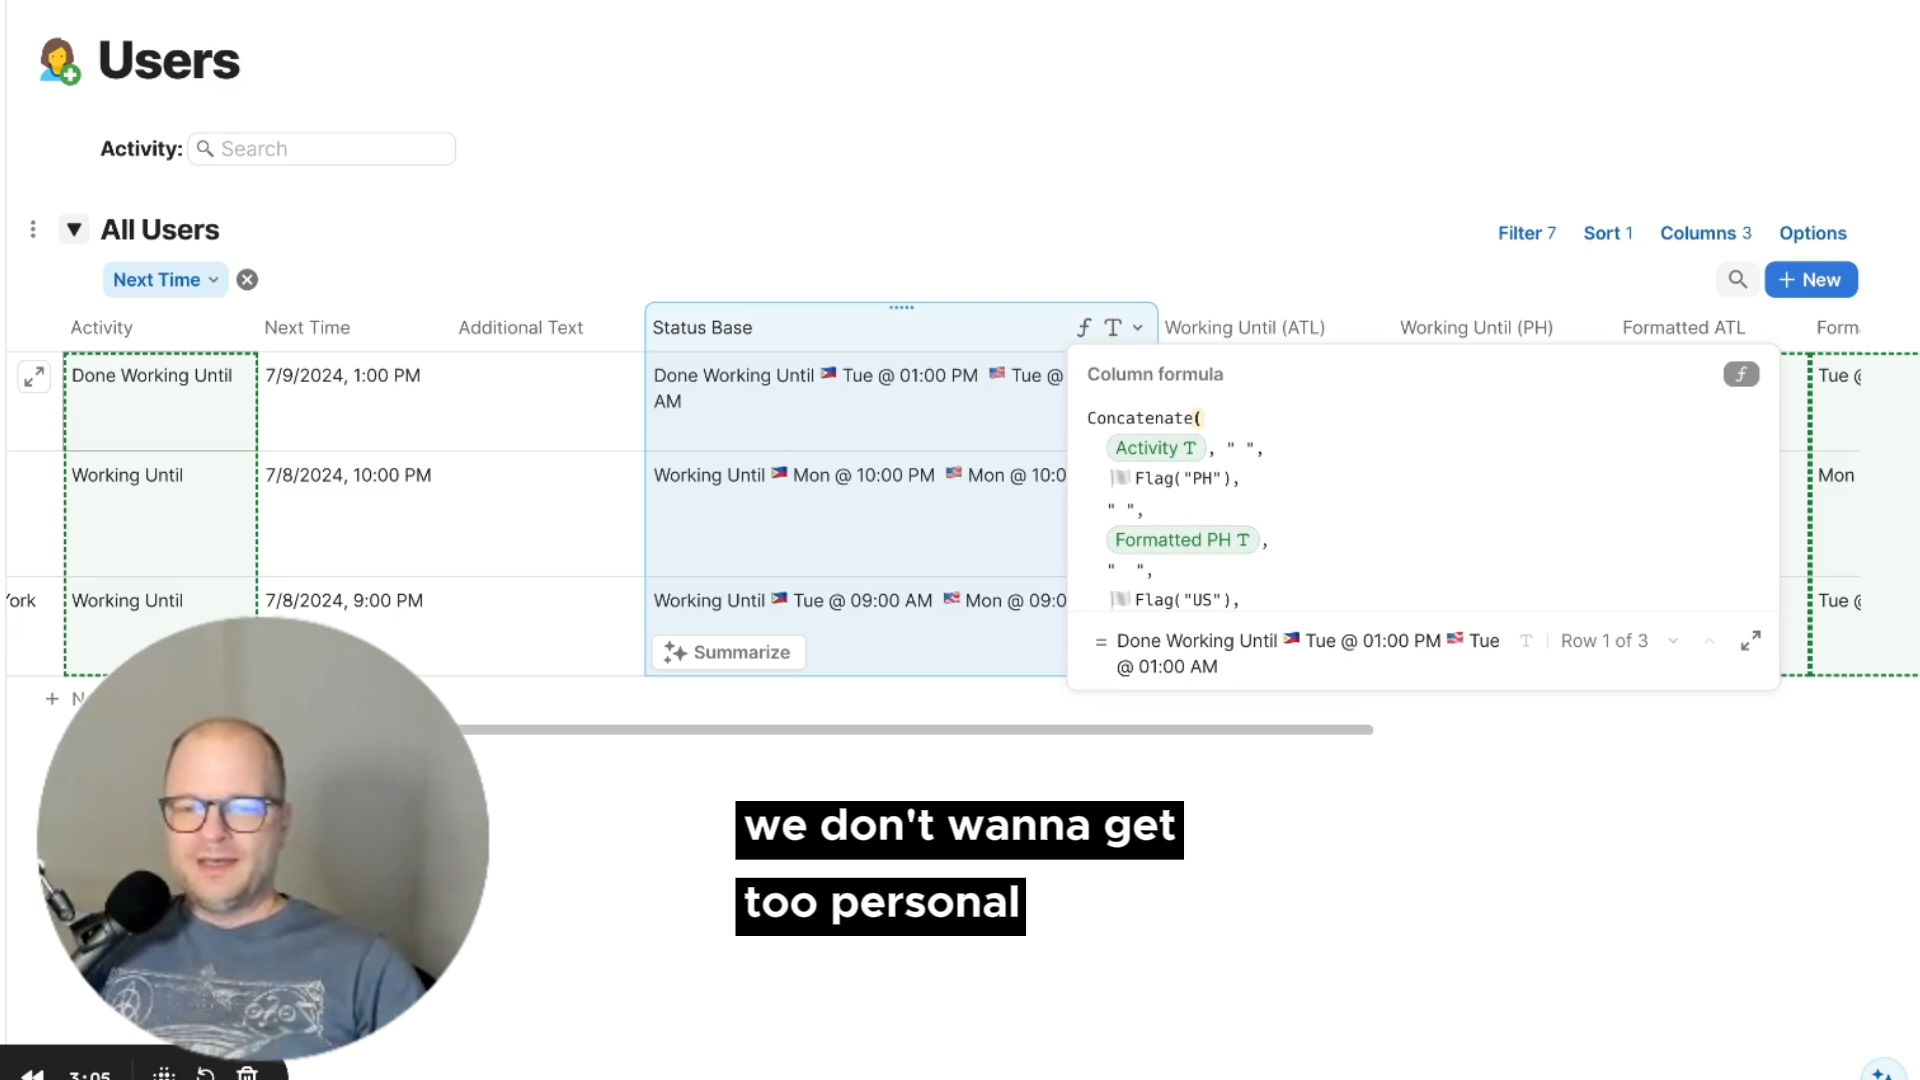 Users
Activity: Search
All Users
Filter 7 Sort 1 Columns 3 Options
Next Time
New
Activity Next Time Additional Text Status Base Working Until (ATL) Working Until (PH) Formatted ATL Form
Done Working Until 7/9/2024, 1:00 PM Done Working Until 🇵🇭 Tue @ 01:00 PM 🇺🇸 Tue @ Tue @
AM
Working Until 7/8/2024, 10:00 PM Working Until 🇵🇭 Mon @ 10:00 PM 🇺🇸 Mon @ 10:0 Mon
York Working Until 7/8/2024, 9:00 PM Working Until 🇵🇭 Tue @ 09:00 AM 🇺🇸 Mon @ 09:0 Tue @
Summarize
Column formula
Concatenate(
Activity T, " ",
Flag("PH"),
" ",
Formatted PH T,
"  ",
Flag("US"),
= Done Working Until 🇵🇭 Tue @ 01:00 PM 🇺🇸 Tue T Row 1 of 3
@ 01:00 AM
we don't wanna get
too personal
3:05